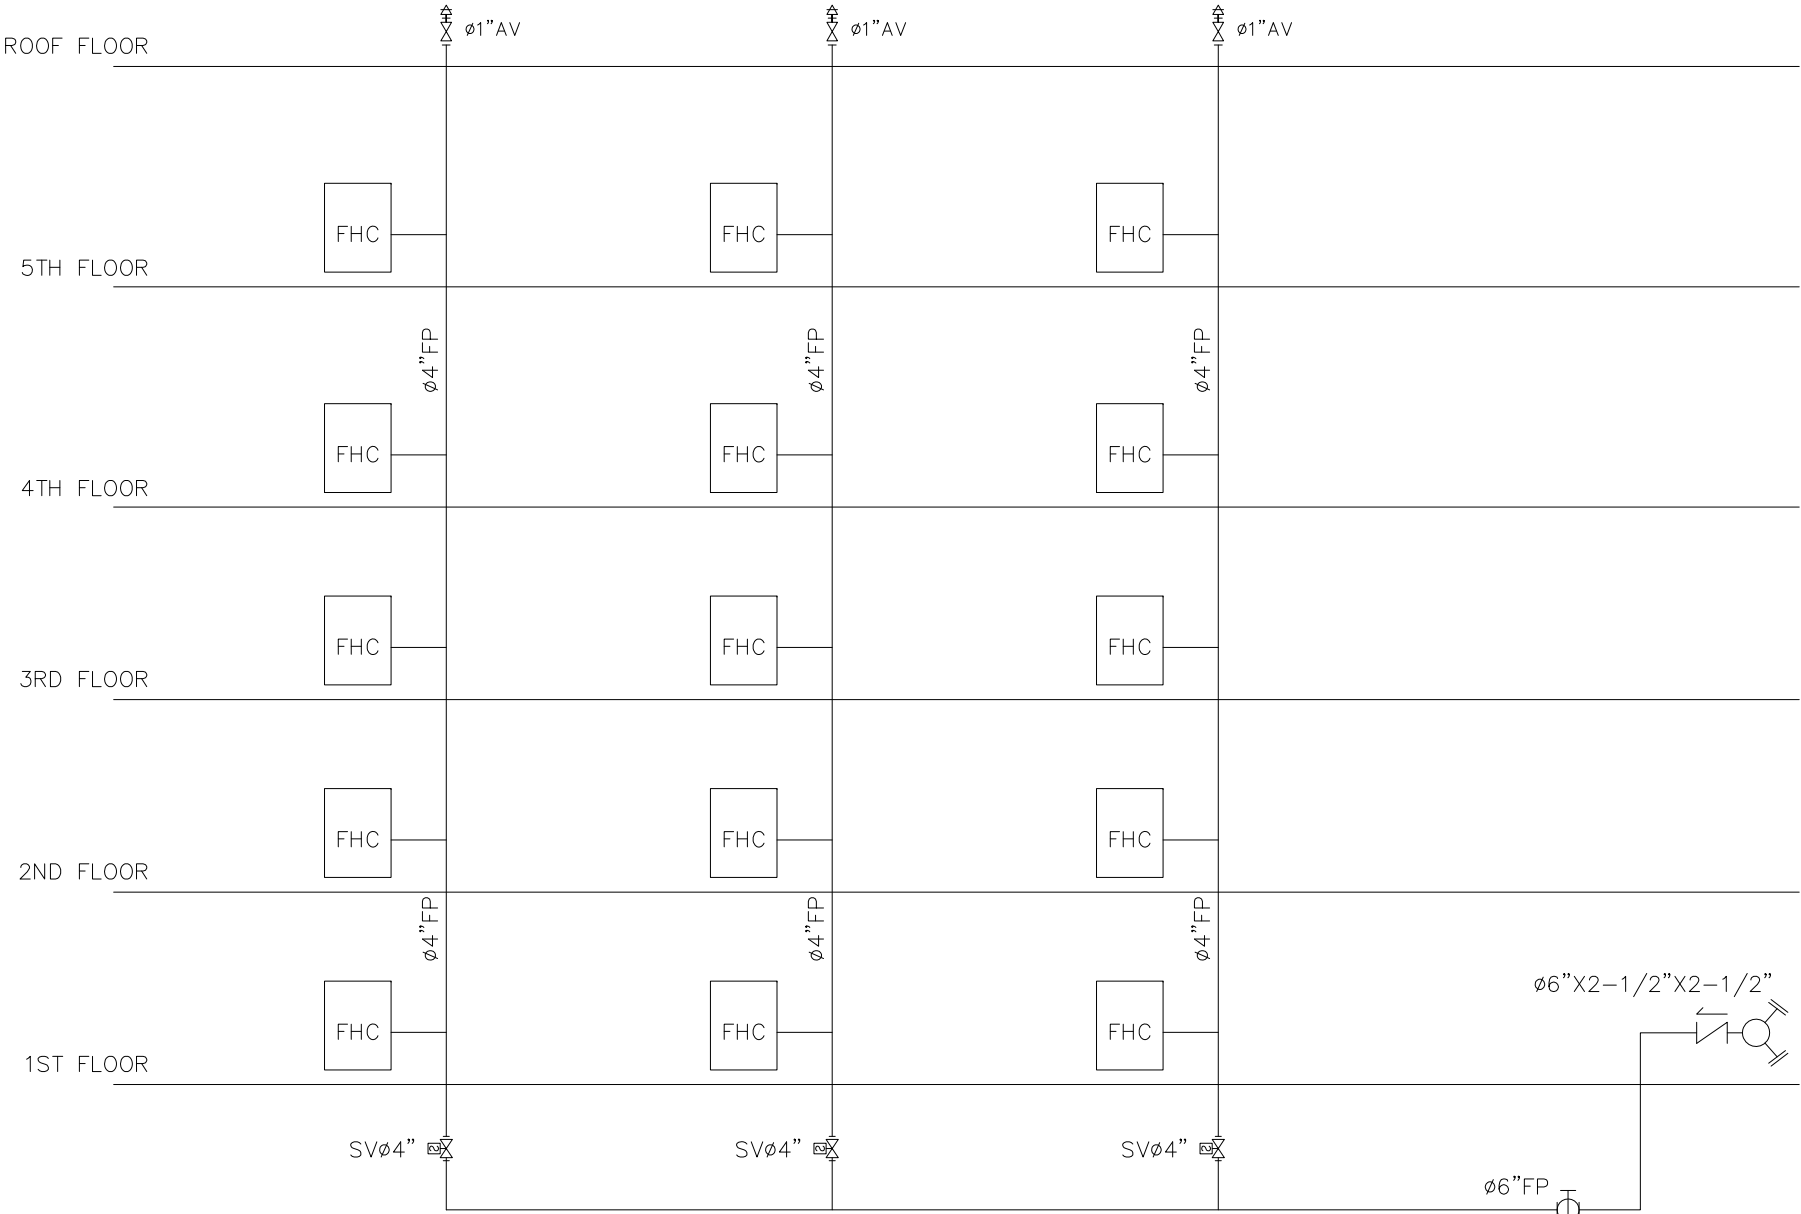 ø1”AV ø1”AV ø1”AV
ROOF FLOOR
FHC FHC FHC
5TH FLOOR
ø4”FP ø4”FP ø4”FP
FHC FHC FHC
4TH FLOOR
FHC FHC FHC
3RD FLOOR
FHC FHC FHC
2ND FLOOR
ø4”FP ø4”FP ø4”FP
ø6”X2-1/2”X2-1/2”
FHC FHC FHC
1ST FLOOR
SVø4” SVø4” SVø4”
ø6”FP